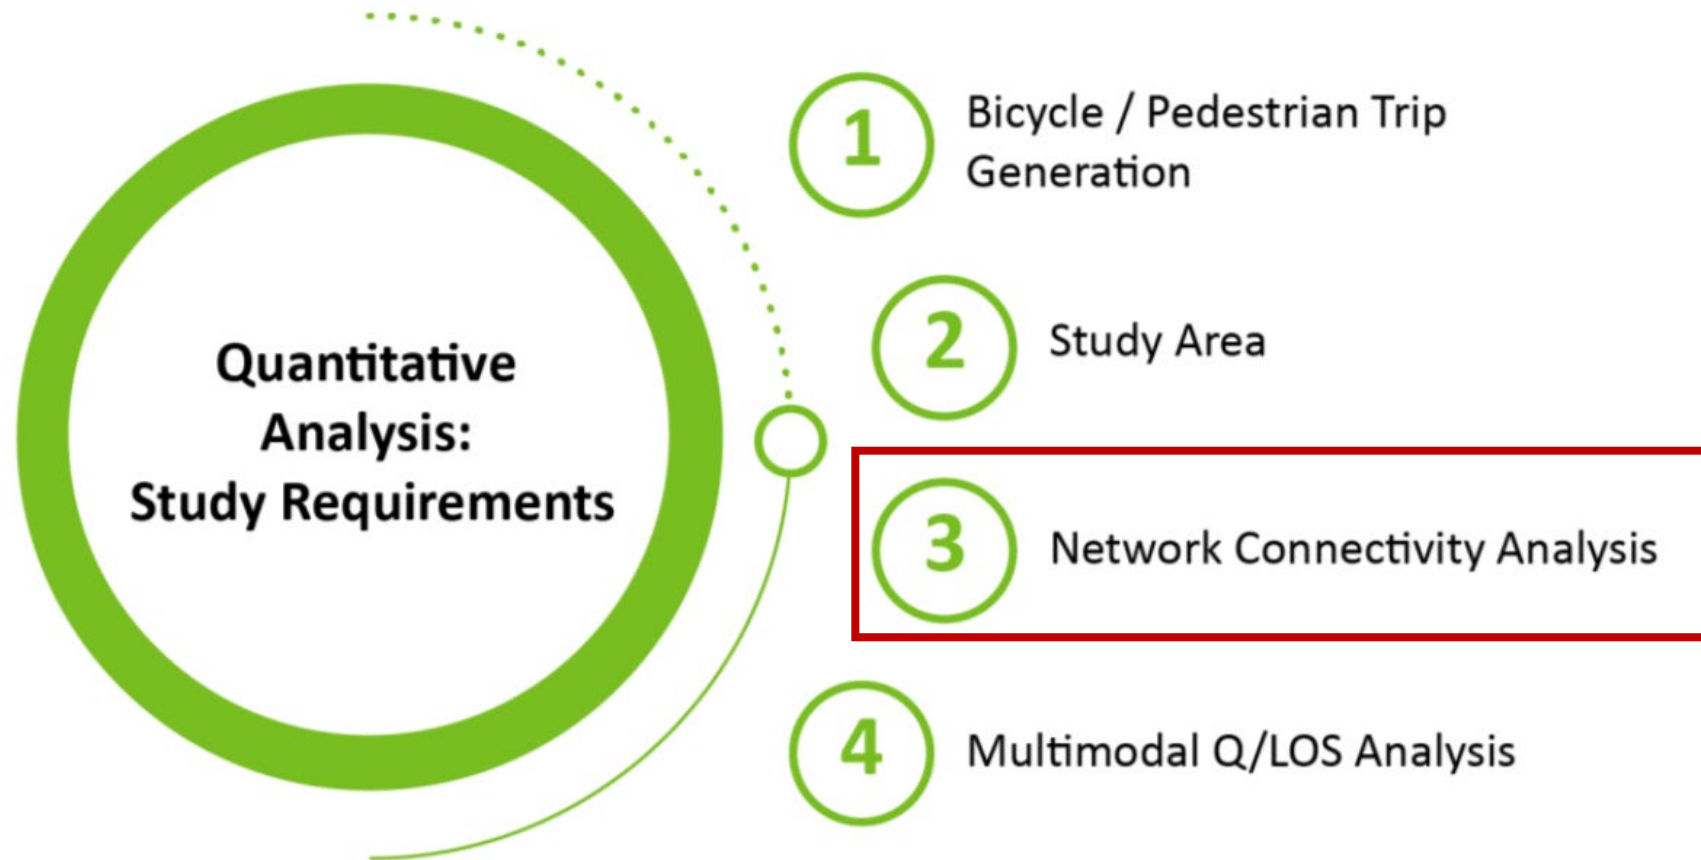 Quantitative
Analysis:
Study Requirements
1
Bicycle / Pedestrian Trip
Generation
2
Study Area
3
Network Connectivity Analysis
4
Multimodal Q/LOS Analysis